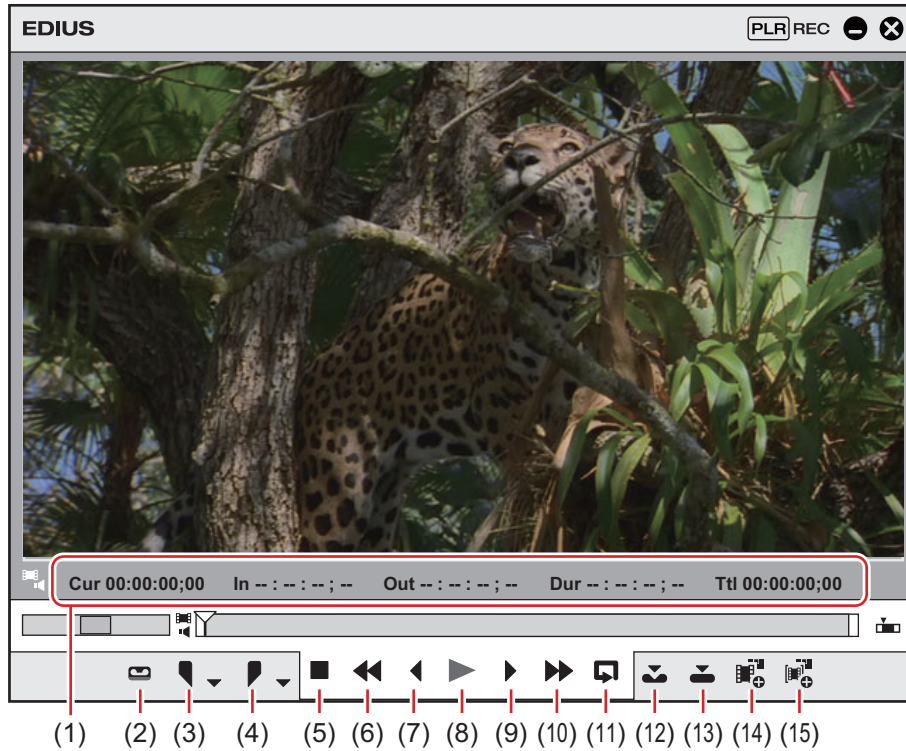 EDIUS PLR REC
Cur 00:00:00;00 In -- : -- : -- ; -- Out -- : -- : -- ; -- Dur -- : -- : -- ; -- Ttl 00:00:00;00
(1) (2) (3) (4) (5) (6) (7) (8) (9) (10) (11) (12) (13) (14) (15)